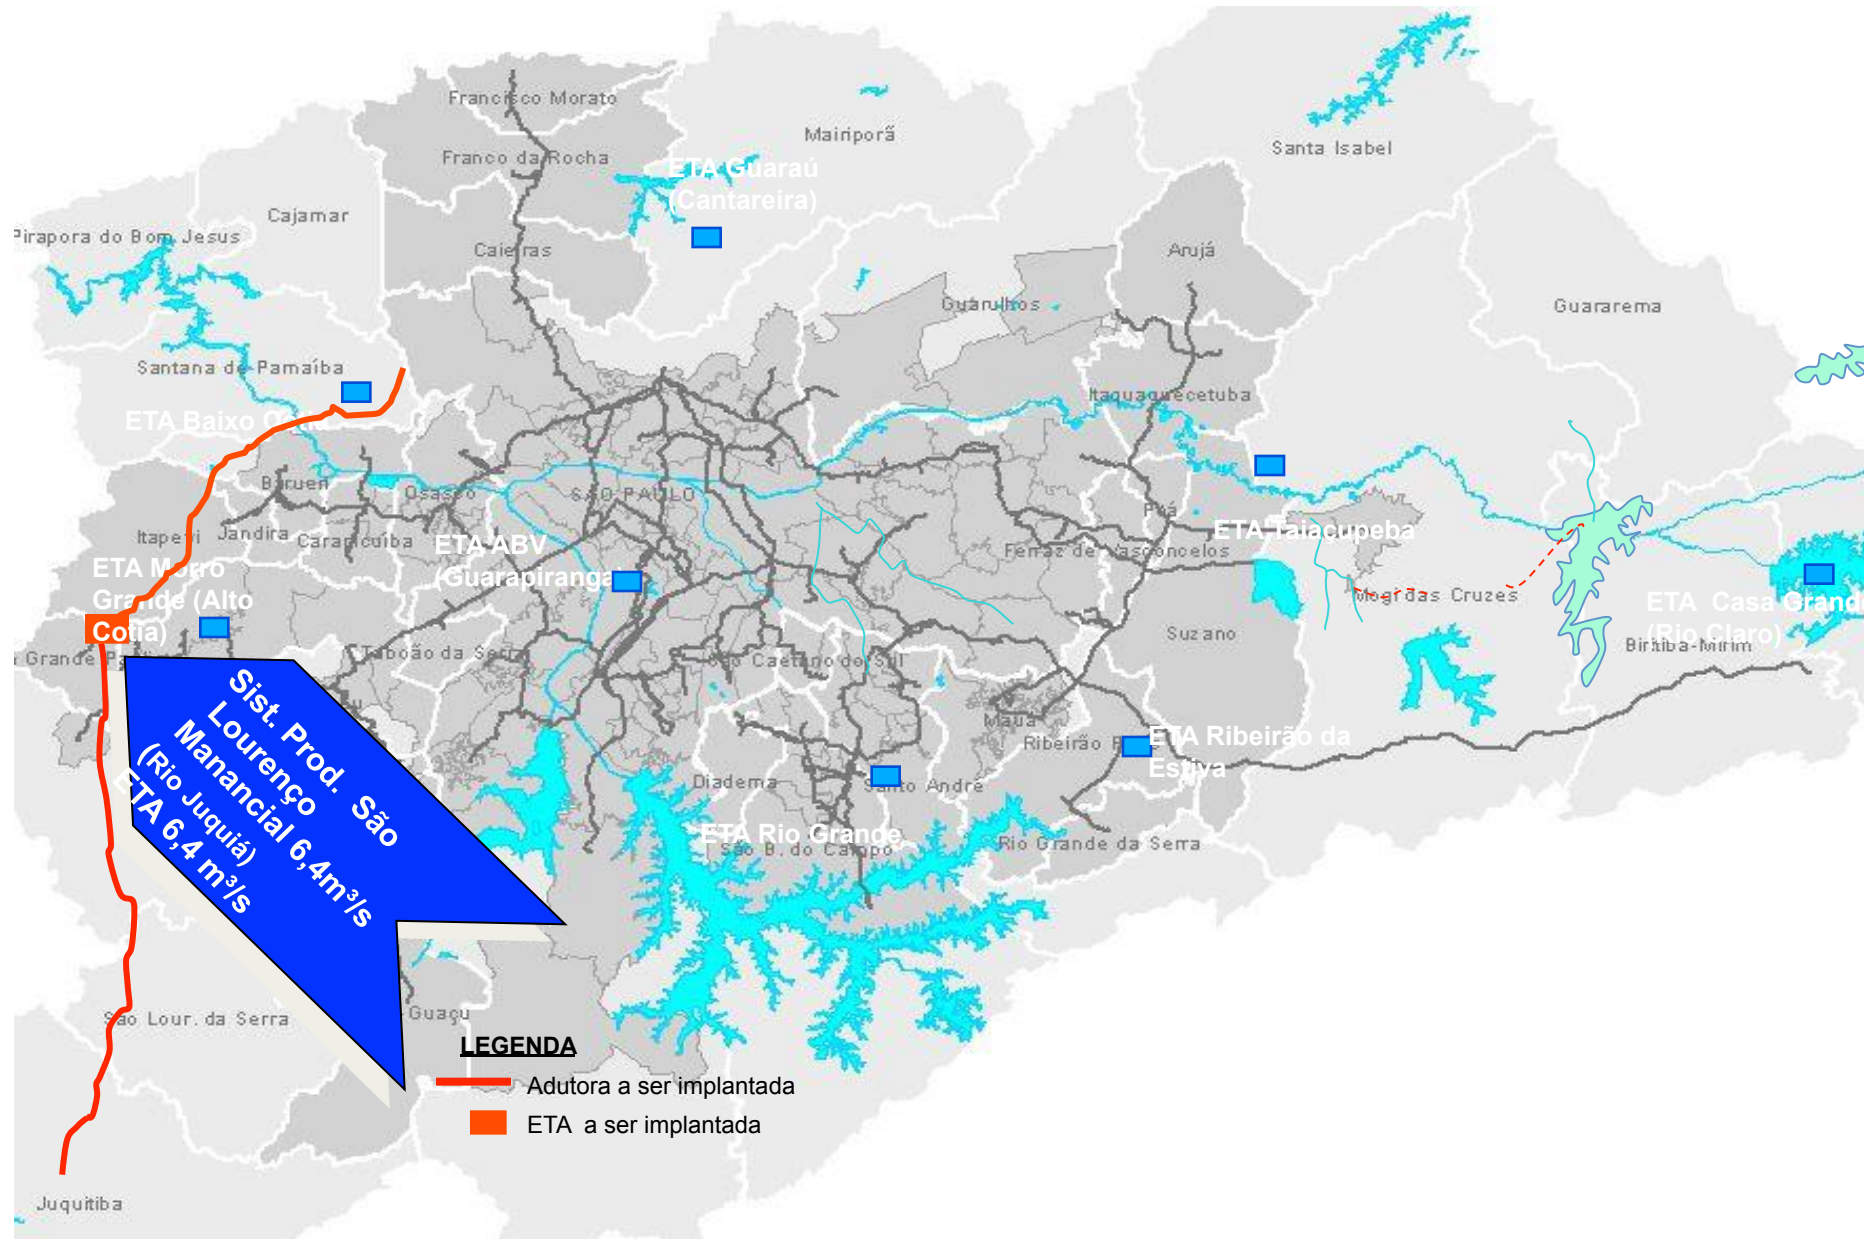 Francisco Morato
Mairiporã
Santa Isabel
Franco da Rocha
ETA Guaraú
(Cantareira)
Cajamar
Pirapora do Bom Jesus
Caieiras
Arujá
Guarulhos
Guararema
Santana de Parnaíba
Itaquaquecetuba
ETA Baixo Cotia
Barueri
Osasco
SÃO PAULO
Poá
Itapevi
Jandira
Carapicuíba
ETA ABV
(Guarapiranga
ETA Taiaçupeba
Ferraz de Vasconcelos
ETA Morro
Grande (Alto
Cotia)
Mogi das Cruzes
ETA Casa Grand
(Rio Claro)
Suzano
Biritiba-Mirim
Grande Paulista
Taboão da Serra
São Caetano do Sul
Sist. Prod. São
Lourenço
Manancial 6,4m³/s
(Rio Juquiá)
ETA 6,4 m³/s
Mauá
Ribeirão Pires
ETA Ribeirão da
Estiva
Diadema
Santo André
ETA Rio Grande
São B. do Campo
Rio Grande da Serra
São Lour. da Serra
Guaçu
LEGENDA
Adutora a ser implantada
ETA a ser implantada
Juquitiba